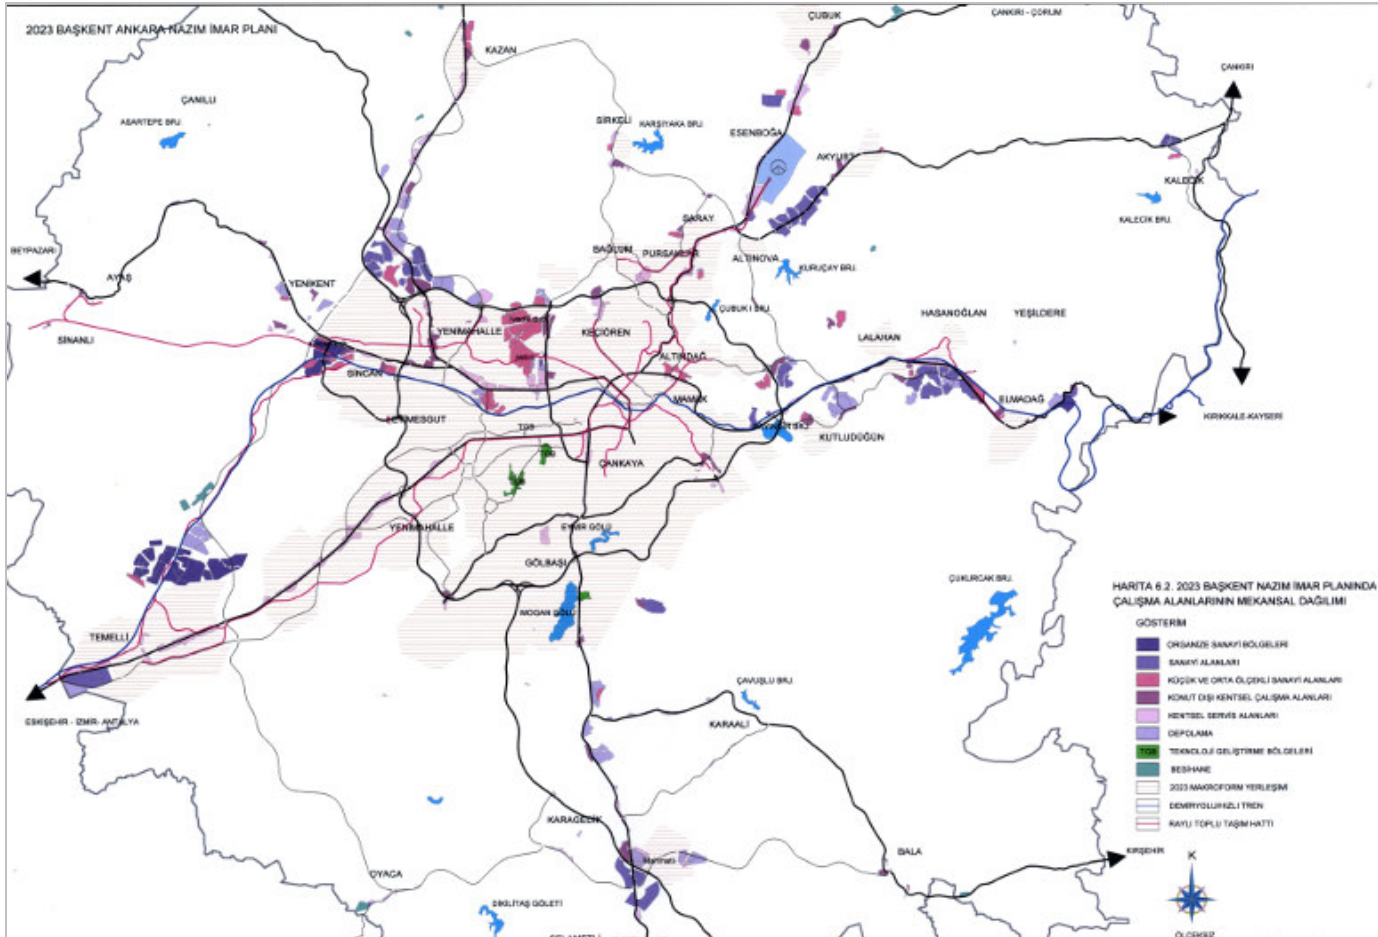 2023 BAŞKENT ANKARA NAZIM İMAR PLANI
ÇUBUK
ÇANKIRI - ÇORUM
KAZAN
ÇANKIRI
ÇANILLI
ASARTEPE BRJ.
SİRKELİ
KARŞIYAKA BRJ.
ESENBOĞA
AKYURT
KALECİK
KALECİK BRJ.
SARAY
BEYPAZARI
AYAŞ
YENİKENT
BAĞLUM
PURSAKLAR
ALTINOVA
KURUÇAY BRJ.
ÇUBUK I BRJ.
HASANOĞLAN
YEŞİLDERE
SİNANLI
YENİMAHALLE
KEÇİÖREN
LALAHAN
SİNCAN
ALTINDAĞ
MAMAK
ELMADAĞ
ETİMESGUT
TGB
KUTLUDÜĞÜN
KIRIKKALE-KAYSERİ
TGB
ÇANKAYA
YENİMAHALLE
EYMİR GÖLÜ
GÖLBAŞI
ÇUKURCAK BRJ.
MOGAN GÖLÜ
TEMELLİ
HARİTA 6.2. 2023 BAŞKENT NAZIM İMAR PLANINDA
ÇALIŞMA ALANLARININ MEKANSAL DAĞILIMI
GÖSTERİM
ORGANİZE SANAYİ BÖLGELERİ
SANAYİ ALANLARI
KÜÇÜK VE ORTA ÖLÇEKLİ SANAYİ ALANLARI
KONUT DIŞI KENTSEL ÇALIŞMA ALANLARI
KENTSEL SERVİS ALANLARI
DEPOLAMA
TGB TEKNOLOJİ GELİŞTİRME BÖLGELERİ
BESİHANE
2023 MAKROFORM YERLEŞİMİ
DEMİRYOLU/HIZLI TREN
RAYLI TOPLU TAŞIM HATTI
ESKİŞEHİR - İZMİR- ANTALYA
ÇAVUŞLU BRJ.
KARAALİ
KARAGEDİK
BALA
KIRŞEHİR
K
OYACA
DİKİLİTAŞ GÖLETİ
ÖLÇEKSİZ